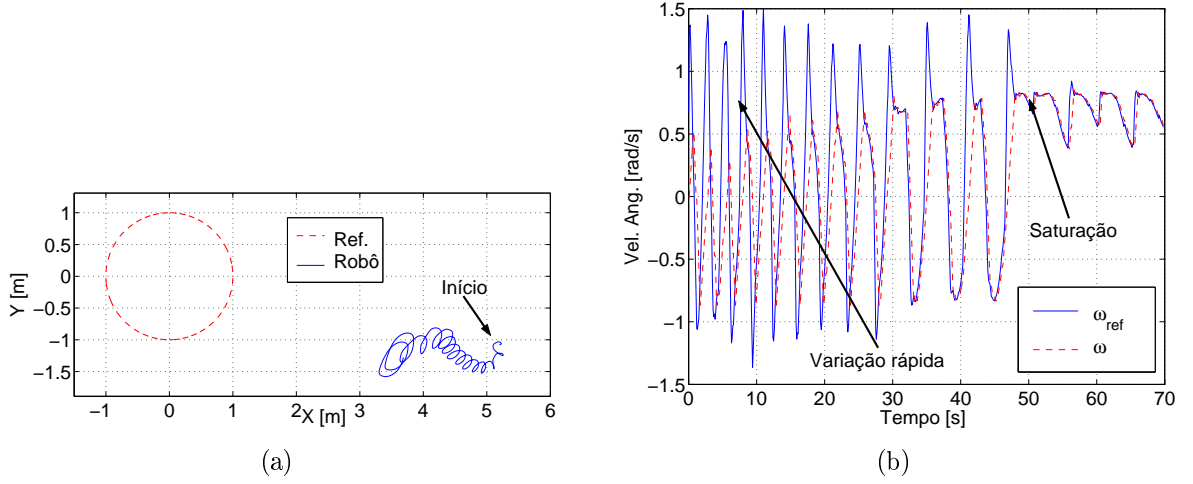 Y [m]
1
0.5
0
−0.5
−1
−1.5
−1
0
1
2
3
4
5
6
X [m]
Ref.
Robô
Início
(a)
Vel. Ang. [rad/s]
1.5
1
0.5
0
−0.5
−1
−1.5
0
10
20
30
40
50
60
70
Tempo [s]
Saturação
Variação rápida
ω_ref
ω
(b)